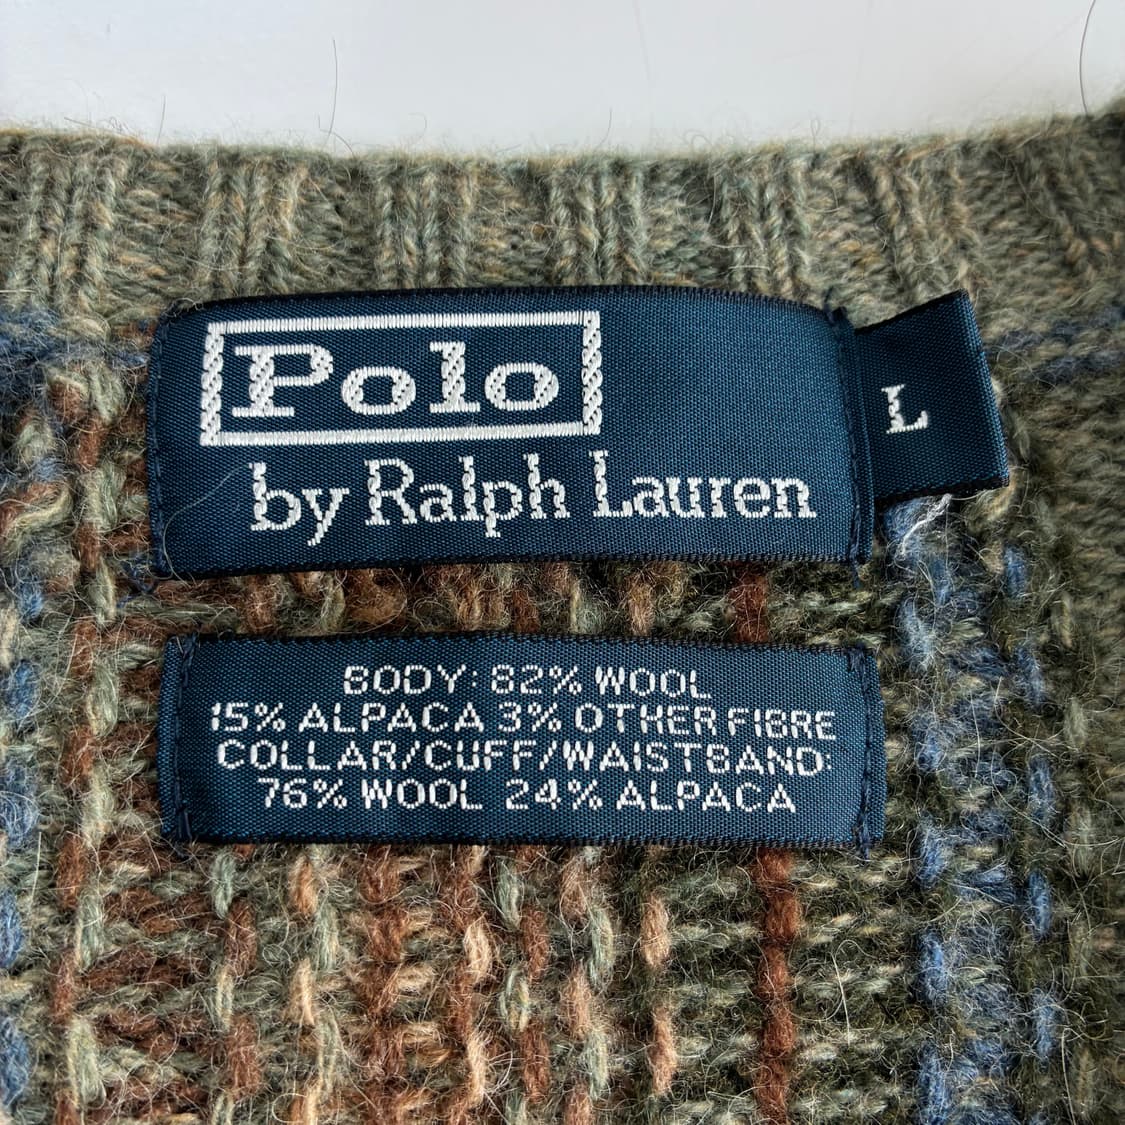 Polo
by Ralph Lauren
L
BODY: 82% WOOL
15% ALPACA 3% OTHER FIBRE
COLLAR/CUFF/WAISTBAND:
76% WOOL 24% ALPACA